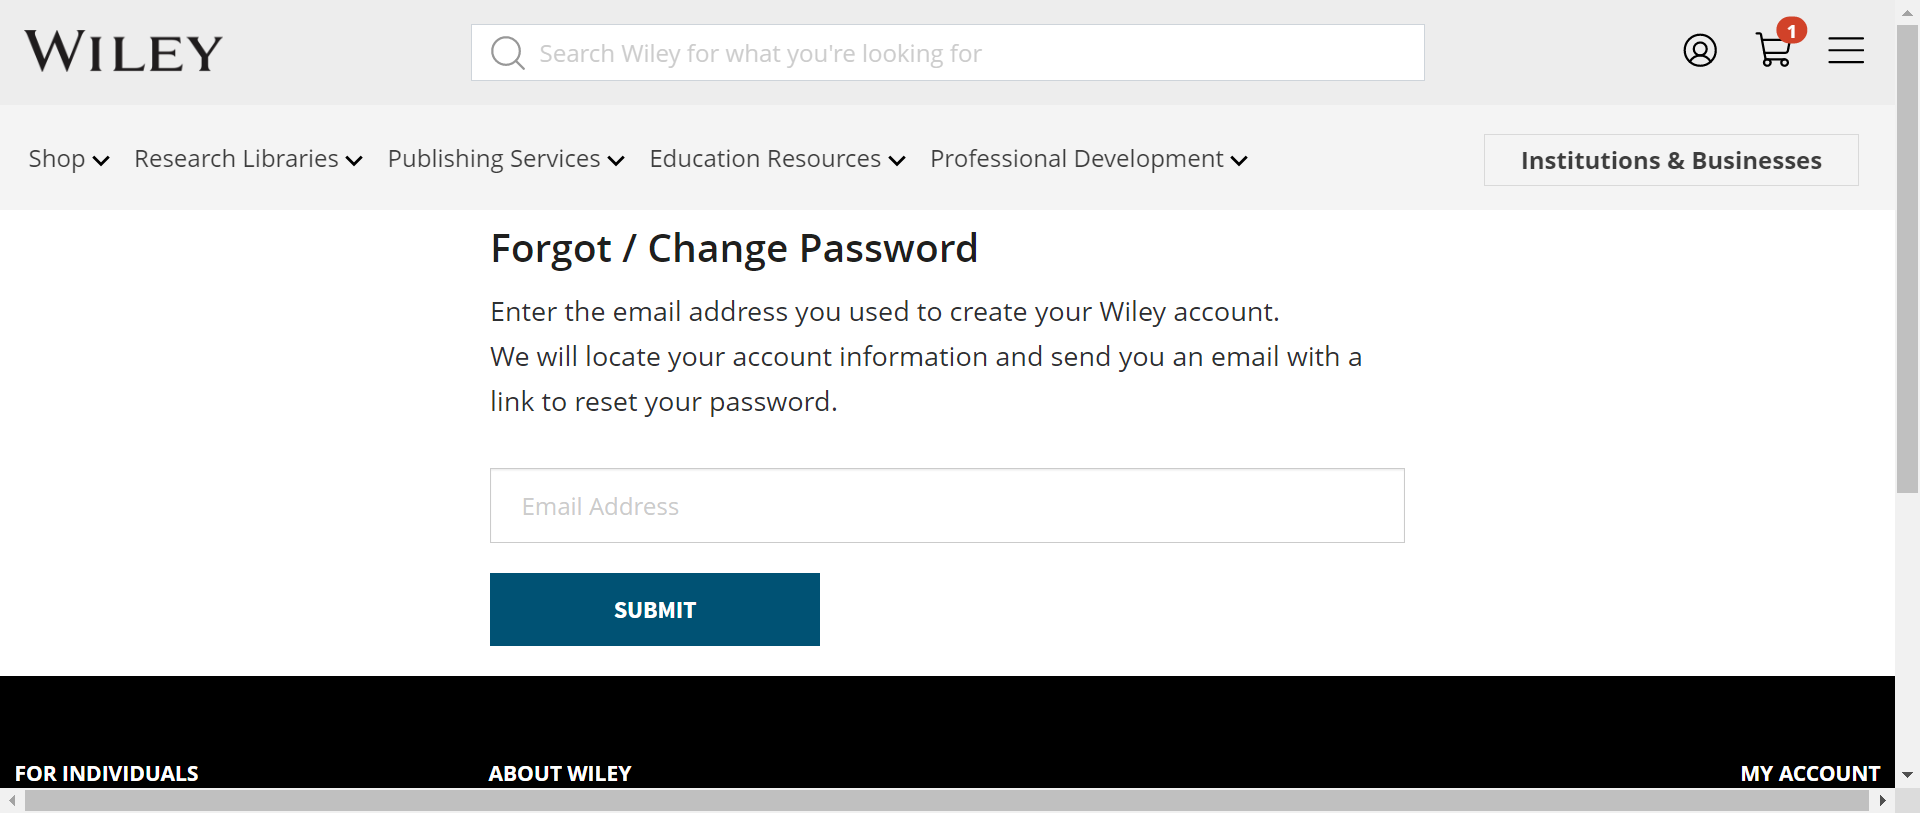 WILEY
Search Wiley for what you're looking for
1
Shop Research Libraries Publishing Services Education Resources Professional Development Institutions & Businesses
Forgot / Change Password
Enter the email address you used to create your Wiley account.
We will locate your account information and send you an email with a
link to reset your password.
Email Address
SUBMIT
FOR INDIVIDUALS ABOUT WILEY MY ACCOUNT